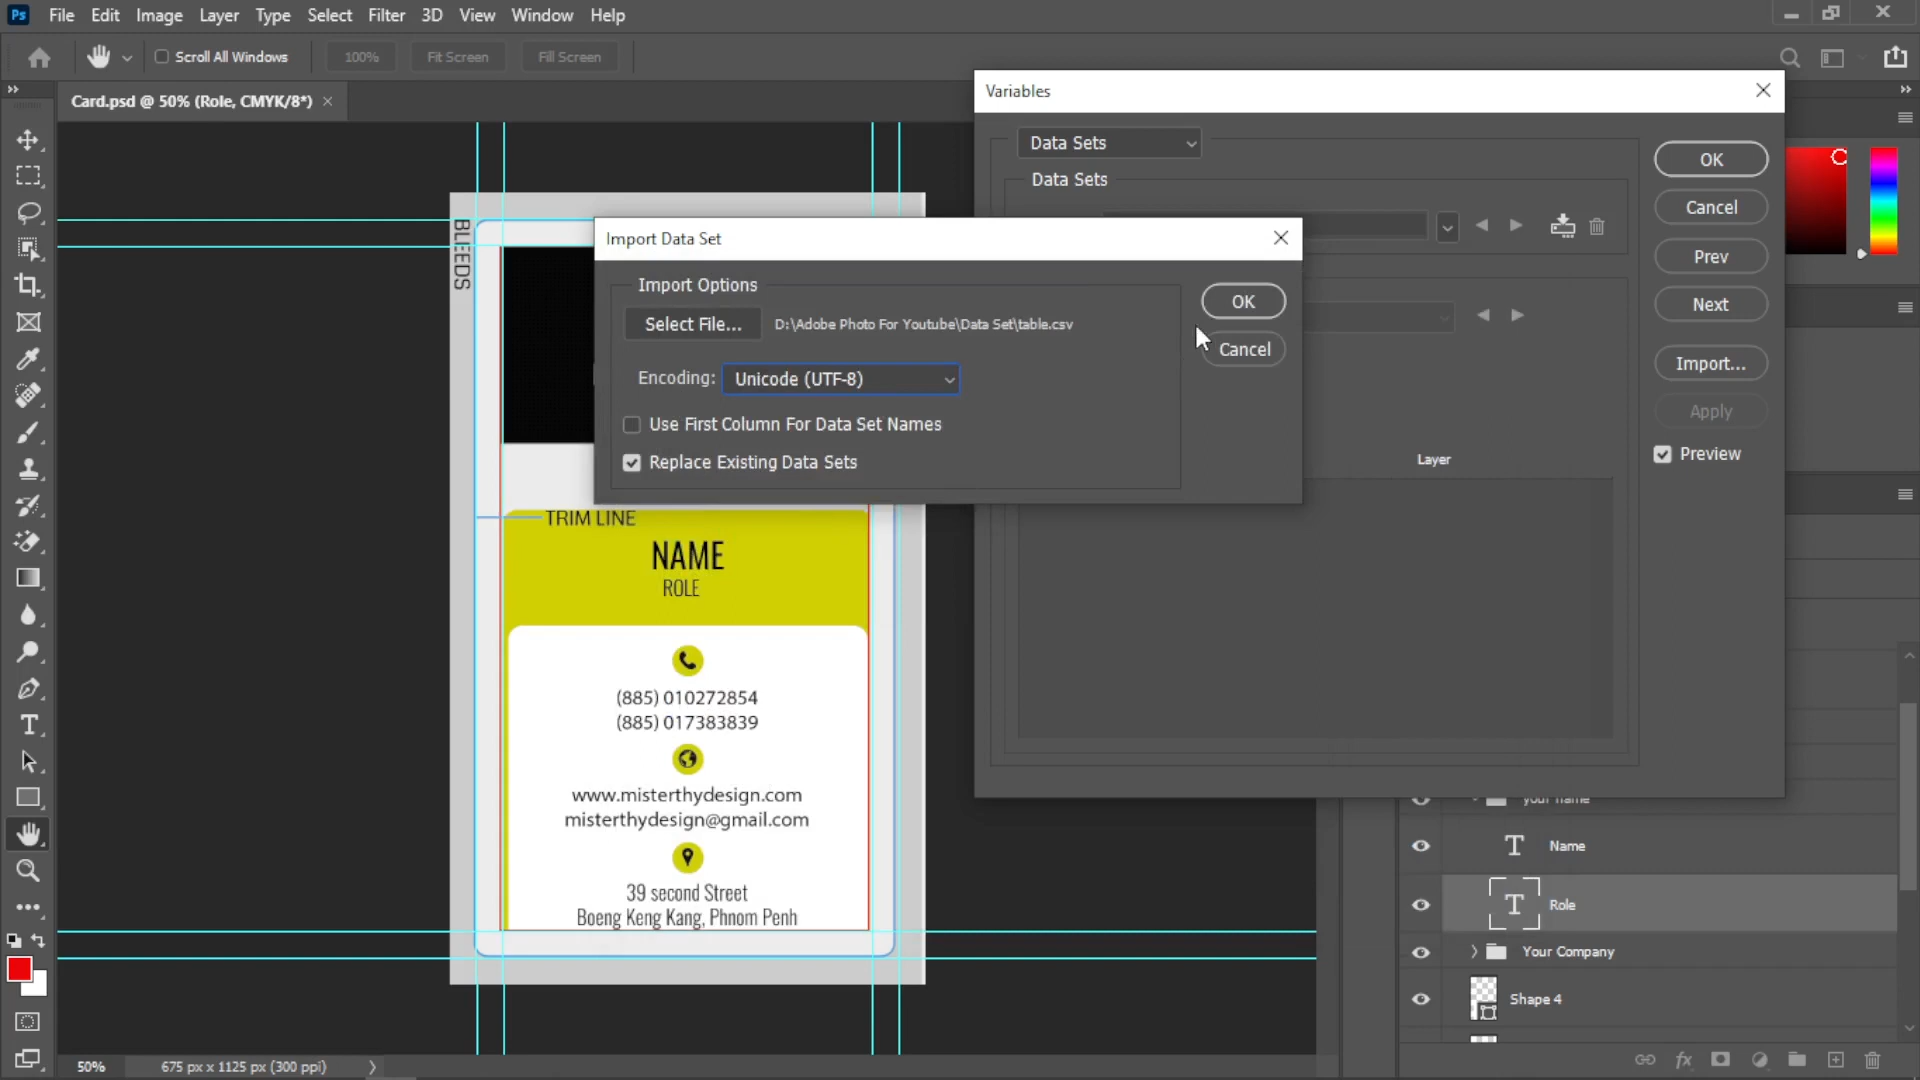 Ps File Edit Image Layer Type Select Filter 3D View Window Help
Scroll All Windows 100% Fit Screen Fill Screen
Card.psd @ 50% (Role, CMYK/8*)
Variables
Data Sets
Data Sets
OK
Cancel
Prev
Next
Import...
Apply
Preview
Layer
Import Data Set
Import Options
Select File... D:\Adobe Photo For Youtube\Data Set\table.csv
Encoding: Unicode (UTF-8)
Use First Column For Data Set Names
Replace Existing Data Sets
OK
Cancel
BLEEDS
TRIM LINE
NAME
ROLE
(885) 010272854
(885) 017383839
www.misterthydesign.com
misterthydesign@gmail.com
39 second Street
Boeng Keng Kang, Phnom Penh
your name
Name
Role
Your Company
Shape 4
50% 675 px x 1125 px (300 ppi)